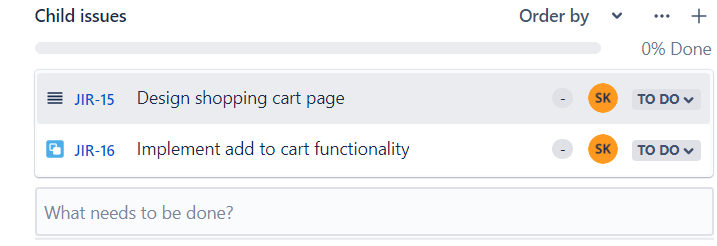 Child issues Order by
0% Done
JIR-15 Design shopping cart page - SK TO DO
JIR-16 Implement add to cart functionality - SK TO DO
What needs to be done?